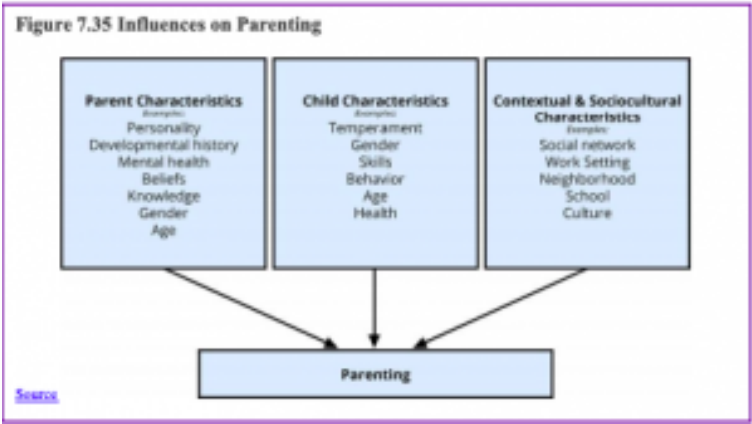 Figure 7.35 Influences on Parenting
Parent Characteristics
Examples:
Personality
Developmental history
Mental health
Beliefs
Knowledge
Gender
Age
Child Characteristics
Examples:
Temperament
Gender
Skills
Behavior
Age
Health
Contextual & Sociocultural
Characteristics
Examples:
Social network
Work Setting
Neighborhood
School
Culture
Parenting
Source